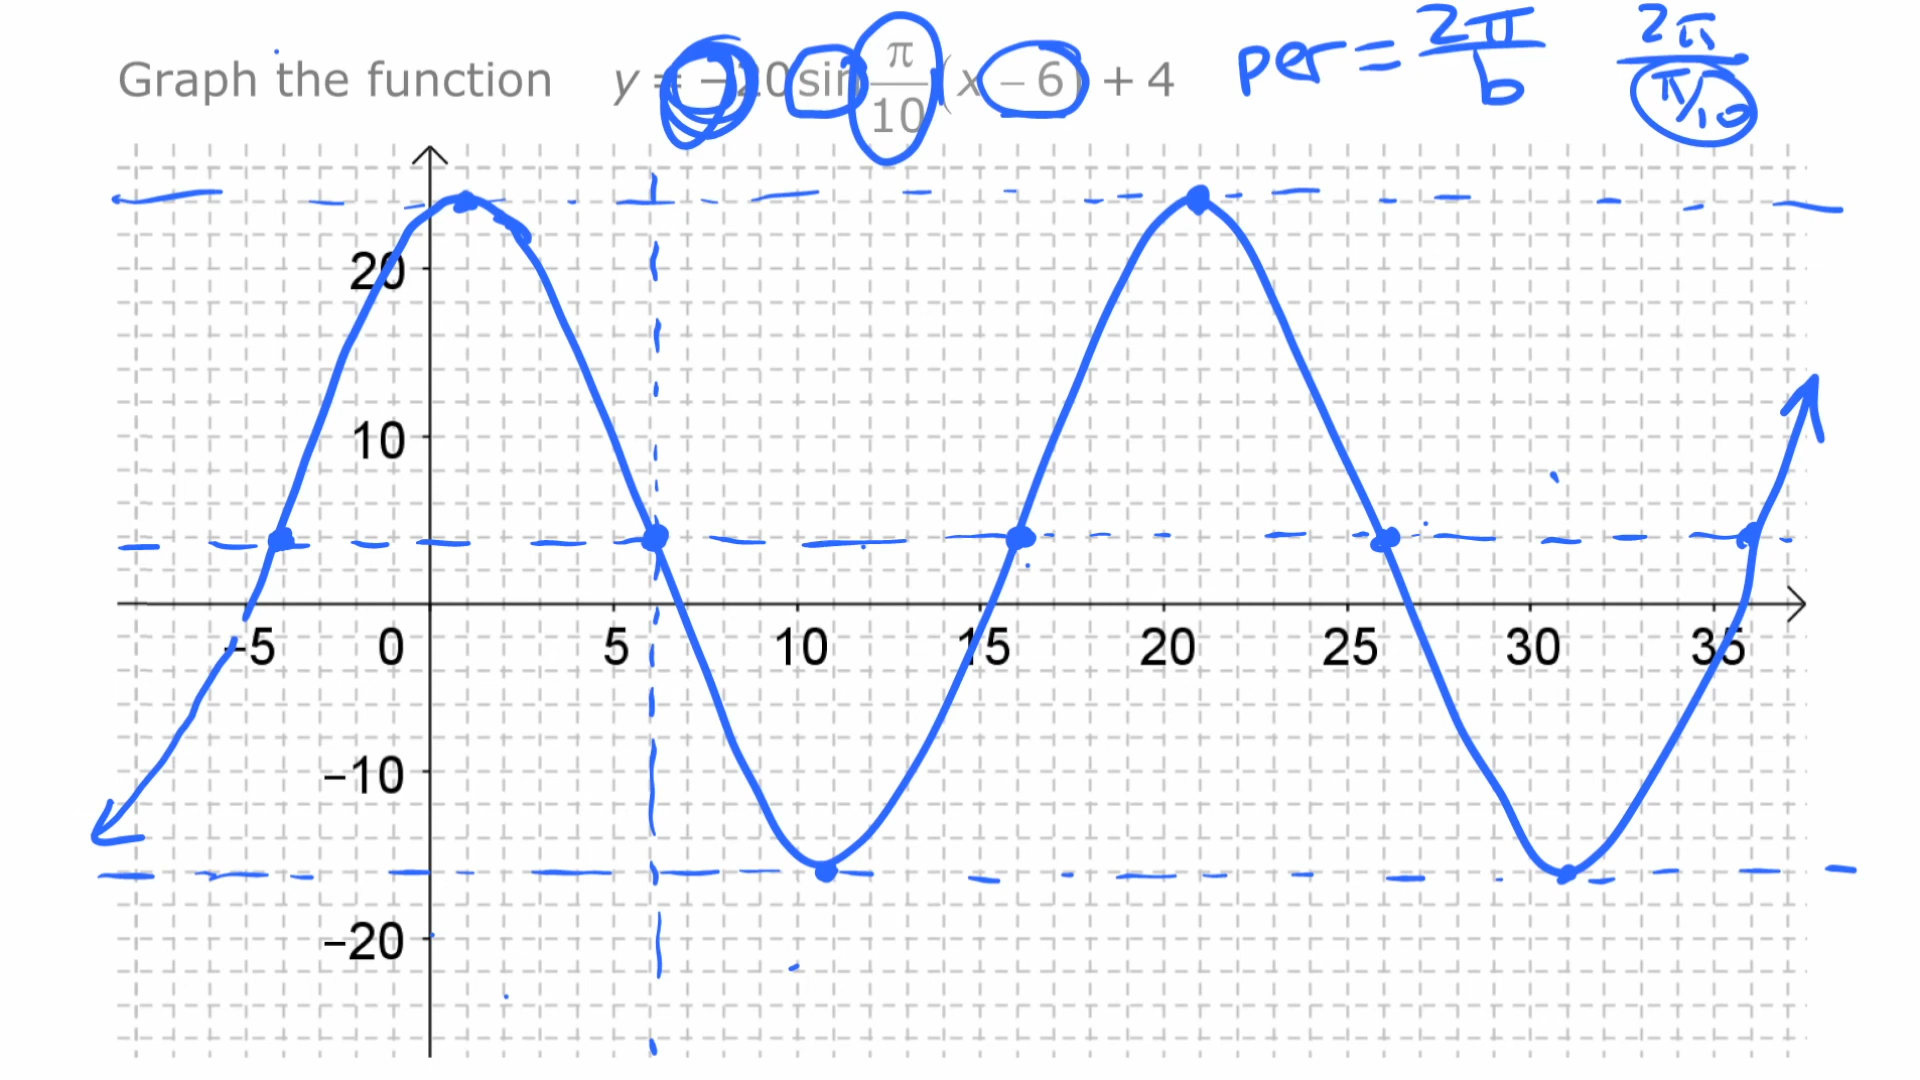 Graph the function y = −20sin π/10 (x − 6) + 4
per = 2π/b 2π/(π/10)
20
10
-5 0 5 10 15 20 25 30 35
−10
−20